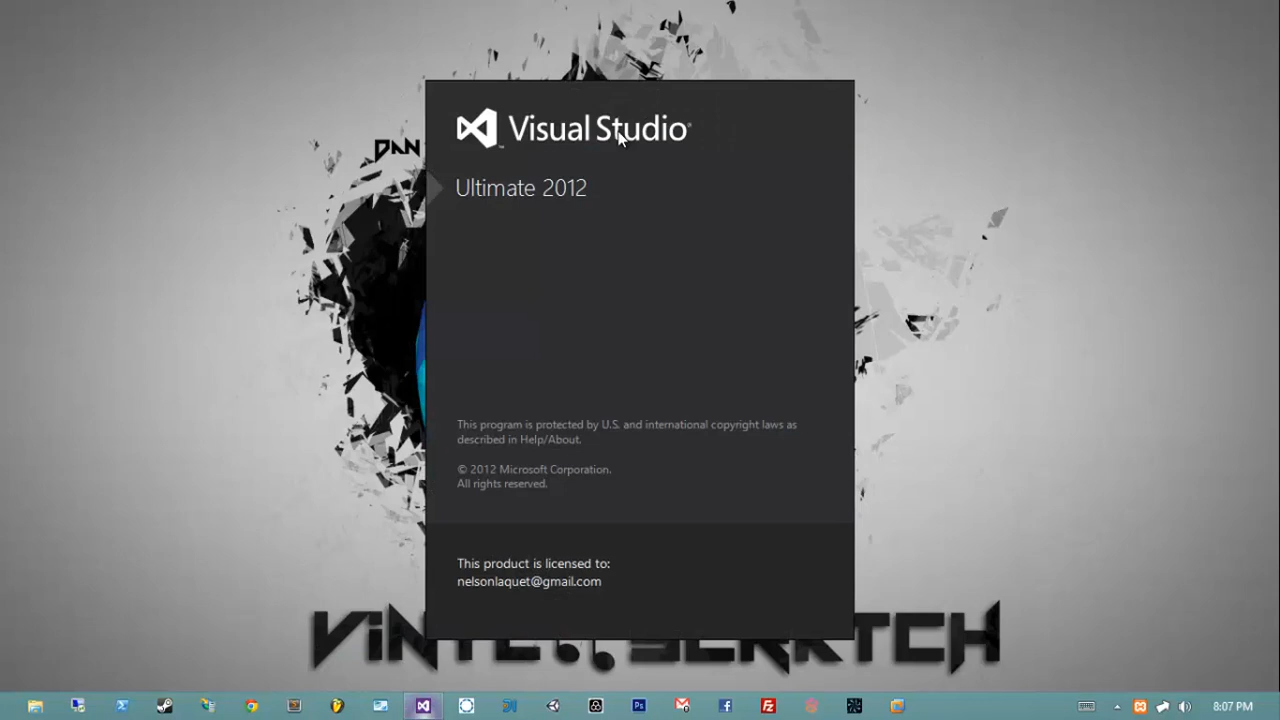 DAN
Visual Studio®
Ultimate 2012
This program is protected by U.S. and international copyright laws as
described in Help/About.
© 2012 Microsoft Corporation.
All rights reserved.
This product is licensed to:
nelsonlaquet@gmail.com
8:07 PM